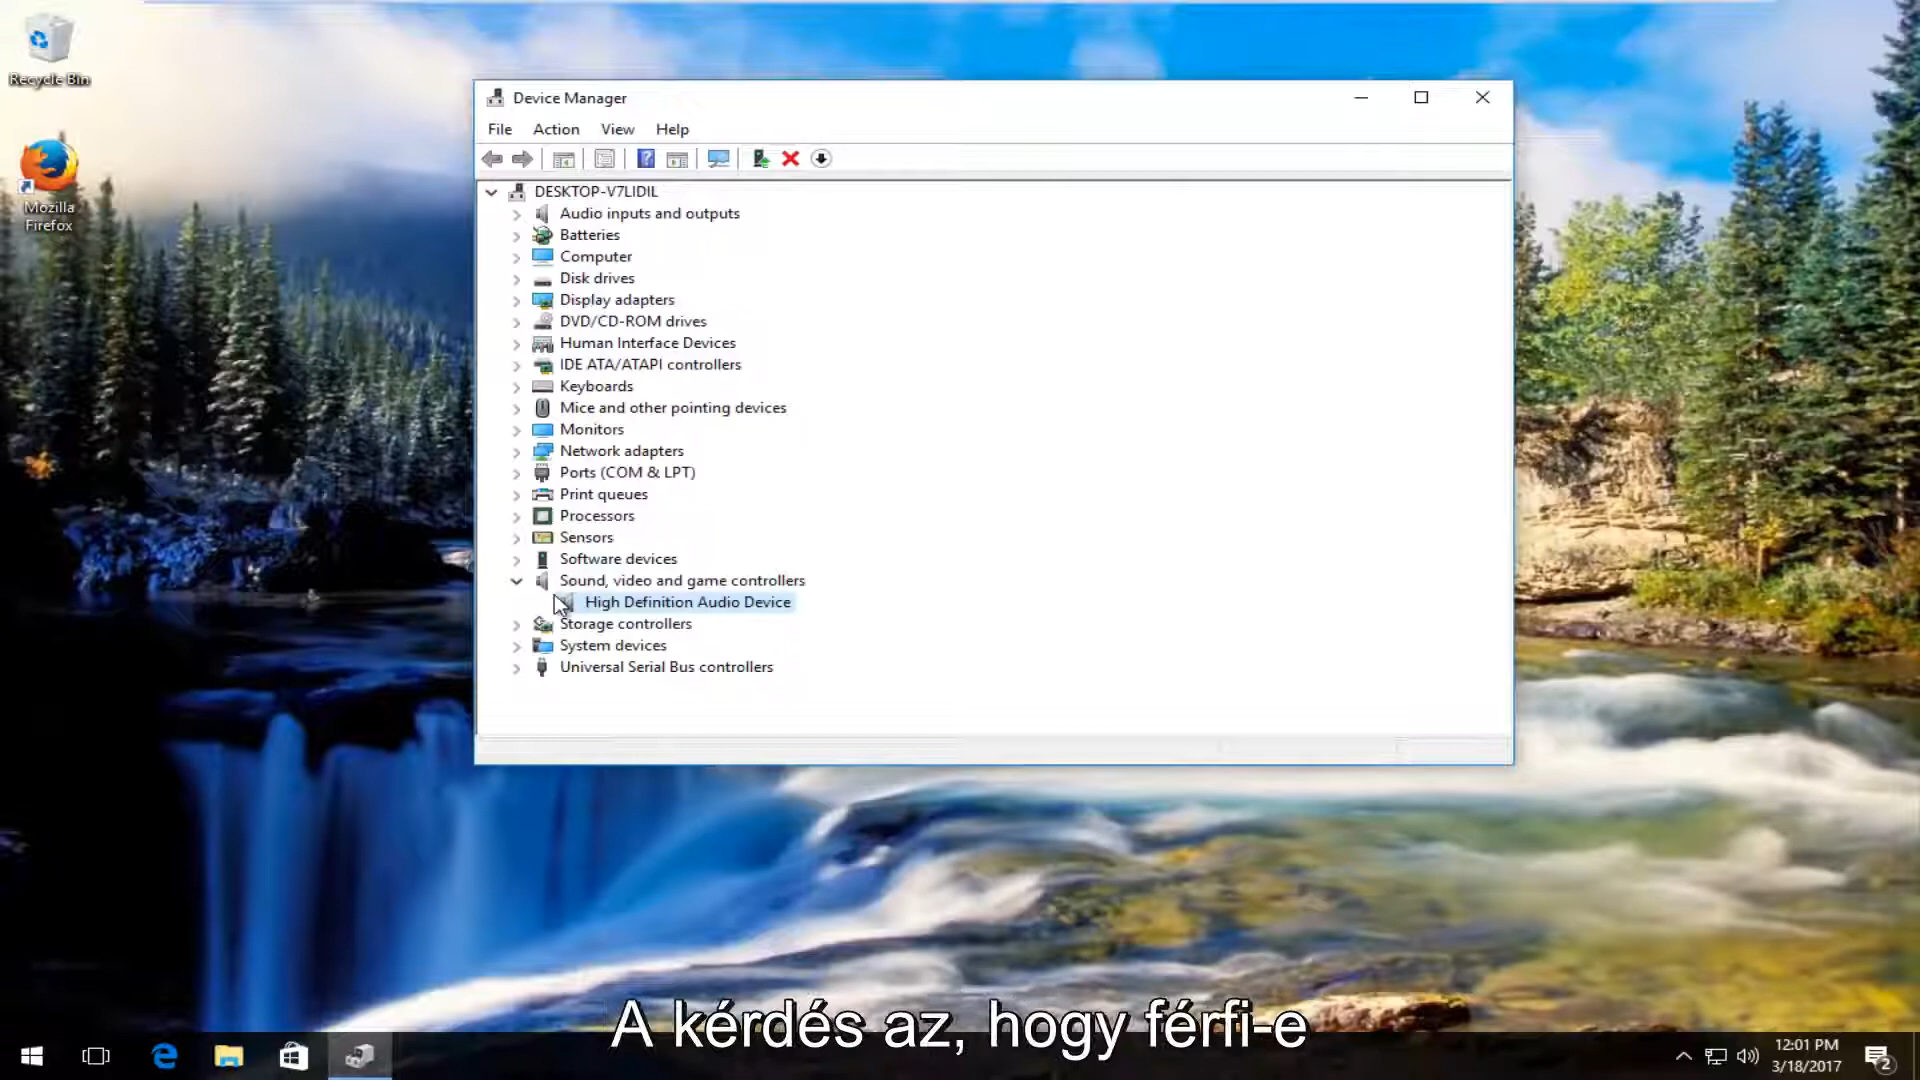 Recycle Bin
Mozilla
Firefox
Device Manager
File Action View Help
DESKTOP-V7LIDIL
Audio inputs and outputs
Batteries
Computer
Disk drives
Display adapters
DVD/CD-ROM drives
Human Interface Devices
IDE ATA/ATAPI controllers
Keyboards
Mice and other pointing devices
Monitors
Network adapters
Ports (COM & LPT)
Print queues
Processors
Sensors
Software devices
Sound, video and game controllers
High Definition Audio Device
Storage controllers
System devices
Universal Serial Bus controllers
A kérdés az, hogy férfi-e
12:01 PM
3/18/2017
2